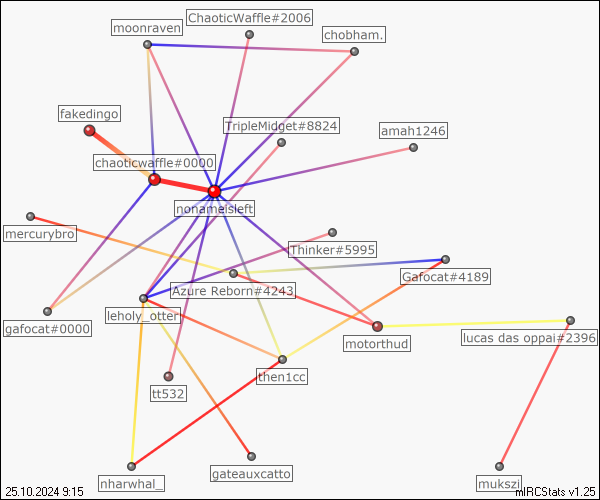 ChaoticWaffle#2006
moonraven
chobham.
fakedingo
TripleMidget#8824
amah1246
chaoticwaffle#0000
nonameisleft
mercurybro
Thinker#5995
Gafocat#4189
Azure Reborn#4243
leholy_otter
gafocat#0000
motorthud
lucas das oppai#2396
then1cc
tt532
gateauxcatto
nharwhal_
mukszi
25.10.2024 9:15
mIRCStats v1.25